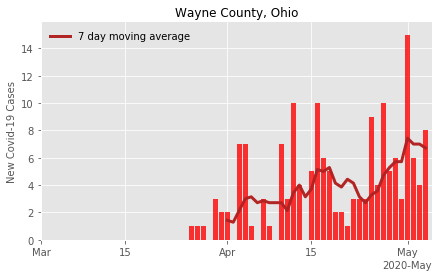 Wayne County, Ohio
7 day moving average
New Covid-19 Cases
14
12
10
8
6
4
2
0
Mar 15 Apr 15 May
2020-May